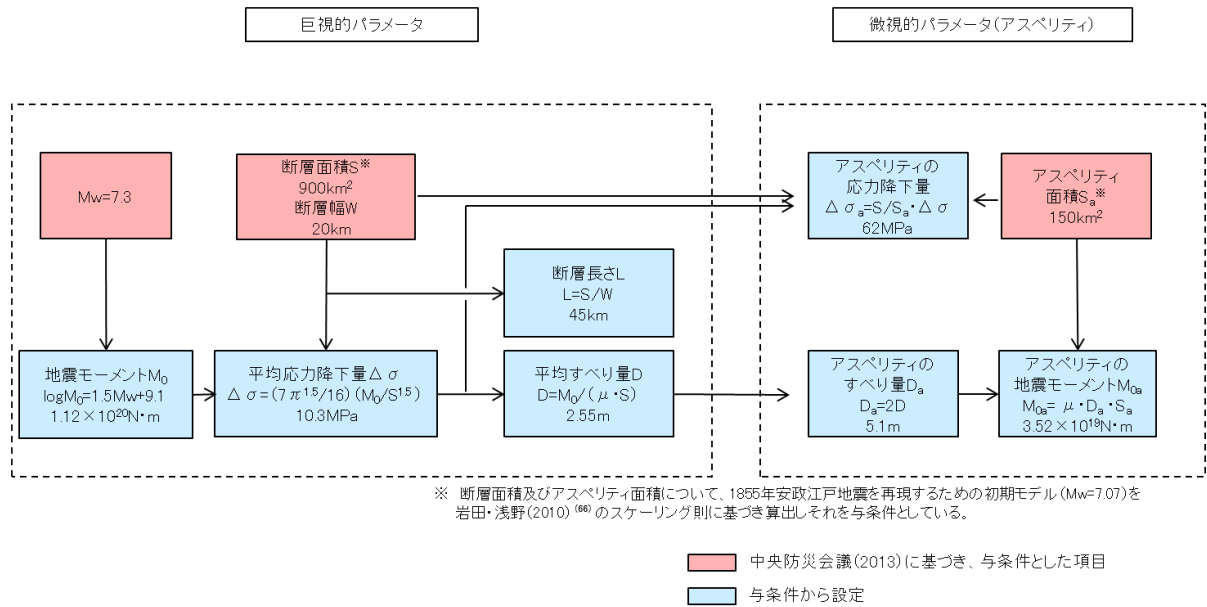 巨視的パラメータ
微視的パラメータ(アスペリティ)
Mw=7.3
断層面積S※
900km²
断層幅W
20km
アスペリティの
応力降下量
Δσₐ=S/Sₐ・Δσ
62MPa
アスペリティ
面積Sₐ※
150km²
断層長さL
L=S/W
45km
地震モーメントM₀
logM₀=1.5Mw+9.1
1.12×10²⁰N・m
平均応力降下量Δσ
Δσ=(7π¹·⁵/16)(M₀/S¹·⁵)
10.3MPa
平均すべり量D
D=M₀/(μ・S)
2.55m
アスペリティの
すべり量Dₐ
Dₐ=2D
5.1m
アスペリティの
地震モーメントM₀ₐ
M₀ₐ=μ・Dₐ・Sₐ
3.52×10¹⁹N・m
※ 断層面積及びアスペリティ面積について、1855年安政江戸地震を再現するための初期モデル(Mw=7.07)を
岩田・浅野(2010)⁽⁶⁶⁾のスケーリング則に基づき算出しそれを与条件としている。
中央防災会議(2013)に基づき、与条件とした項目
与条件から設定